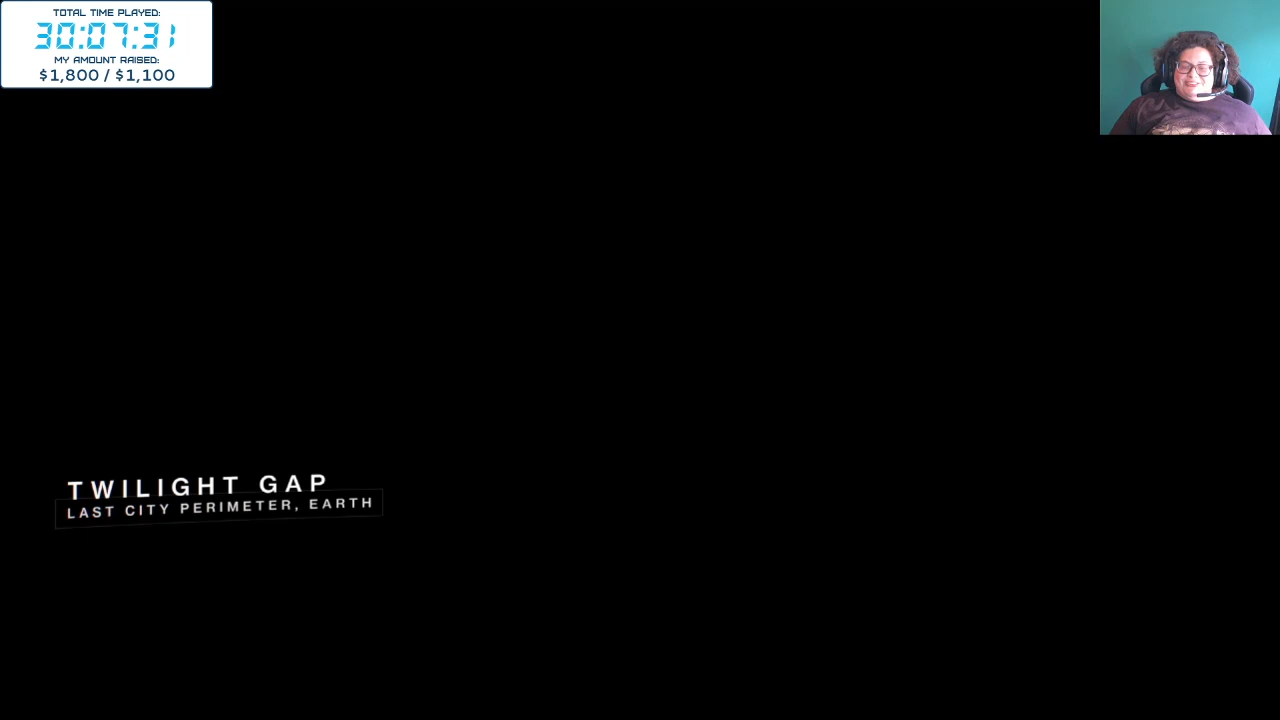 TOTAL TIME PLAYED:
30:07:31
MY AMOUNT RAISED:
$1,800 / $1,100
TWILIGHT GAP
LAST CITY PERIMETER, EARTH